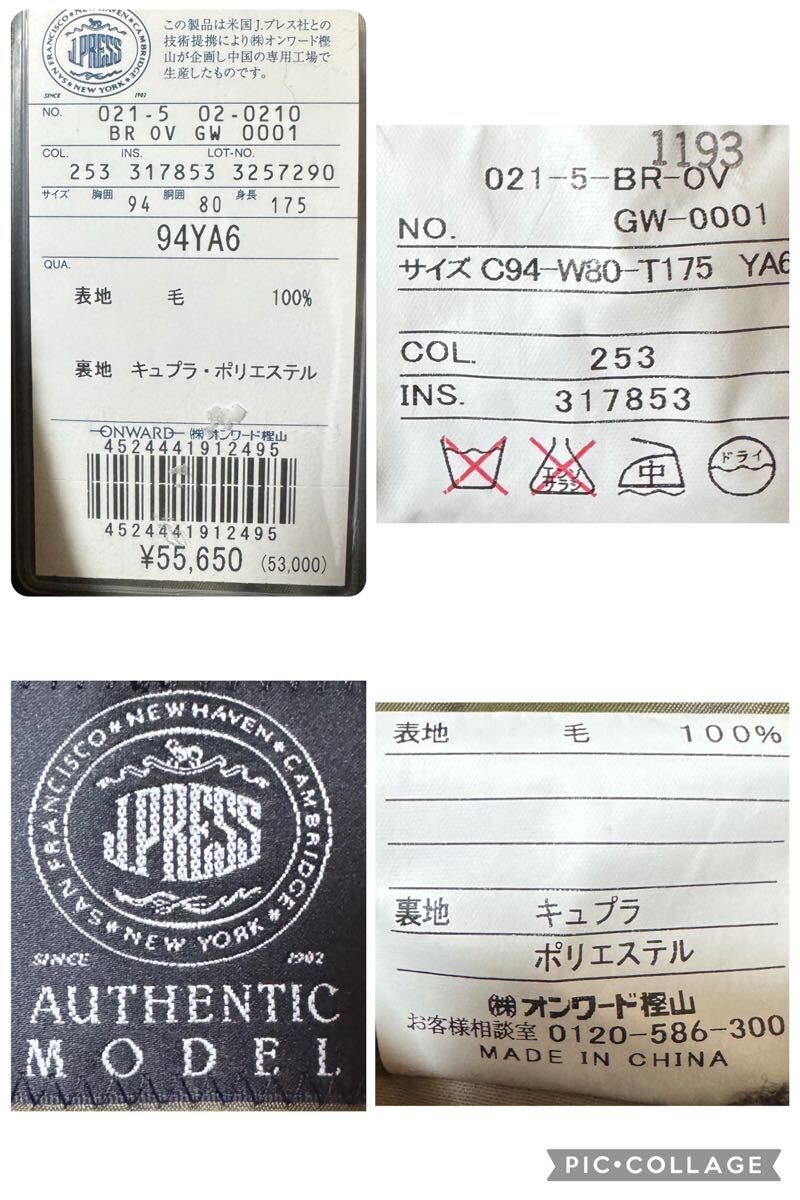 SAN FRANCISCO★NEW HAVEN★CAMBRIDGE★NEW YORK★
J.PRESS
SINCE 1902
この製品は米国J.プレス社との
技術提携により㈱オンワード樫
山が企画し中国の専用工場で
生産したものです。
NO. 021-5 02-0210
BR OV GW 0001
COL. INS. LOT-NO.
253 317853 3257290
サイズ 胸囲 94 胴囲 80 身長 175
94YA6
QUA.
表地 毛 100%
裏地 キュプラ・ポリエステル
ONWARD ㈱オンワード樫山
4524441912495
4524441912495
¥55,650 (53,000)
1193
021-5-BR-OV
NO. GW-0001
サイズ C94-W80-T175 YA6
COL. 253
INS. 317853
エンソサラシ 中 ドライ
SAN FRANCISCO★NEW HAVEN★CAMBRIDGE★NEW YORK★
J.PRESS
SINCE 1902
AUTHENTIC
MODEL
表地 毛 100%
裏地 キュプラ
ポリエステル
㈱オンワード樫山
お客様相談室 0120-586-300
MADE IN CHINA
PIC•COLLAGE